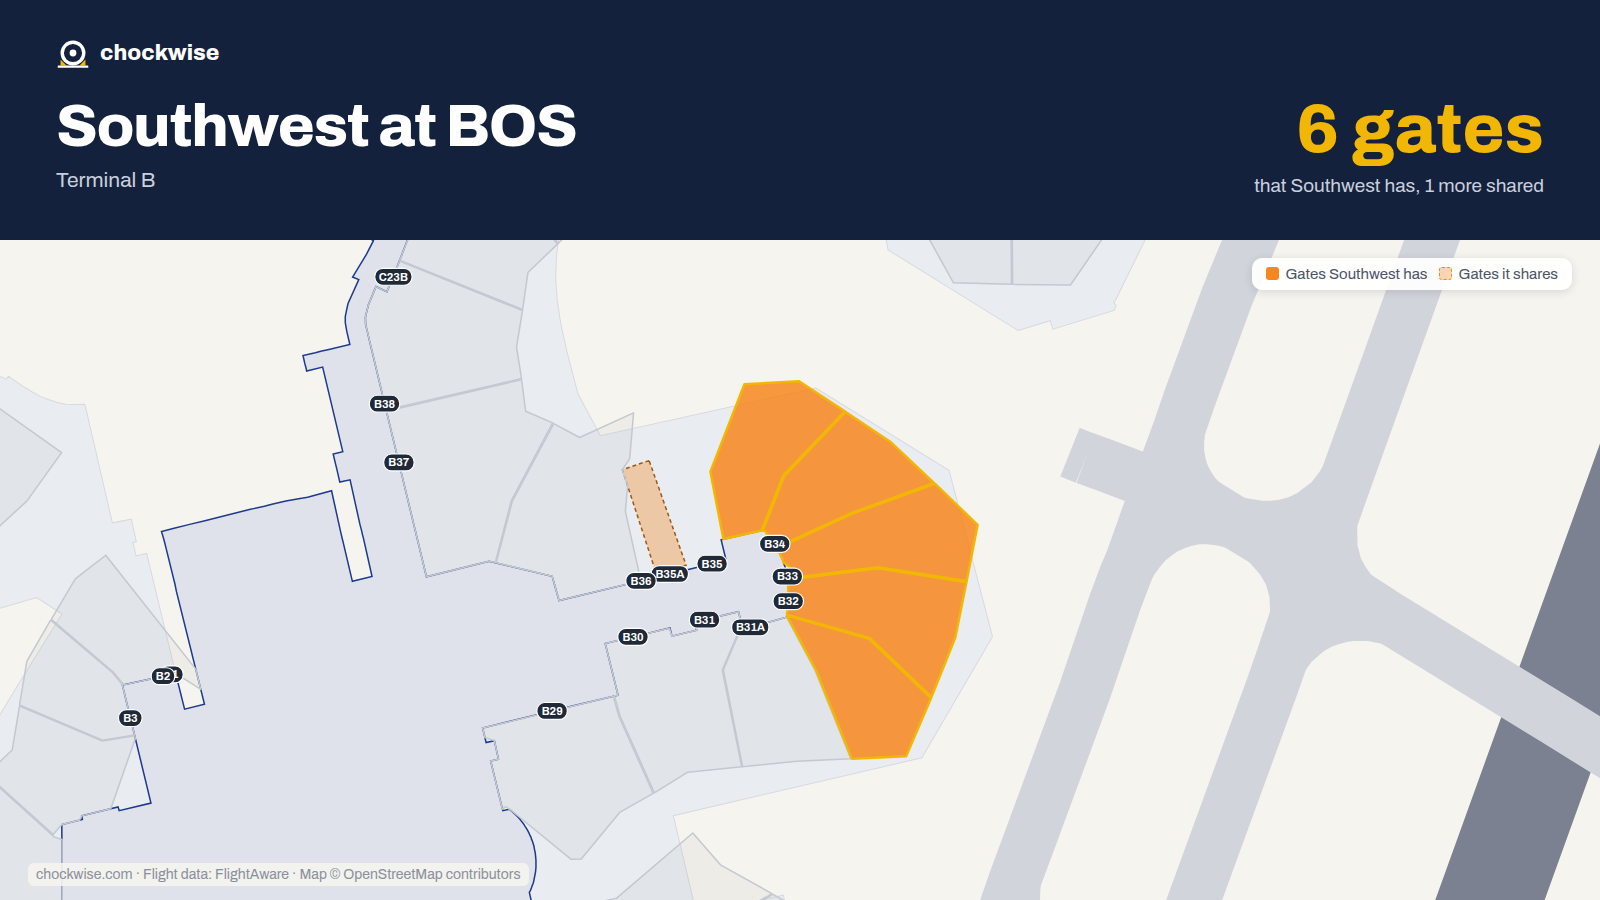 chockwise
Southwest at BOS
Terminal B
6 gates
that Southwest has, 1 more shared
Gates Southwest has
Gates it shares
C23B
B38
B37
B34
B35
B35A
B36
B33
B32
B31
B31A
B30
B2
B29
B3
chockwise.com · Flight data: FlightAware · Map © OpenStreetMap contributors